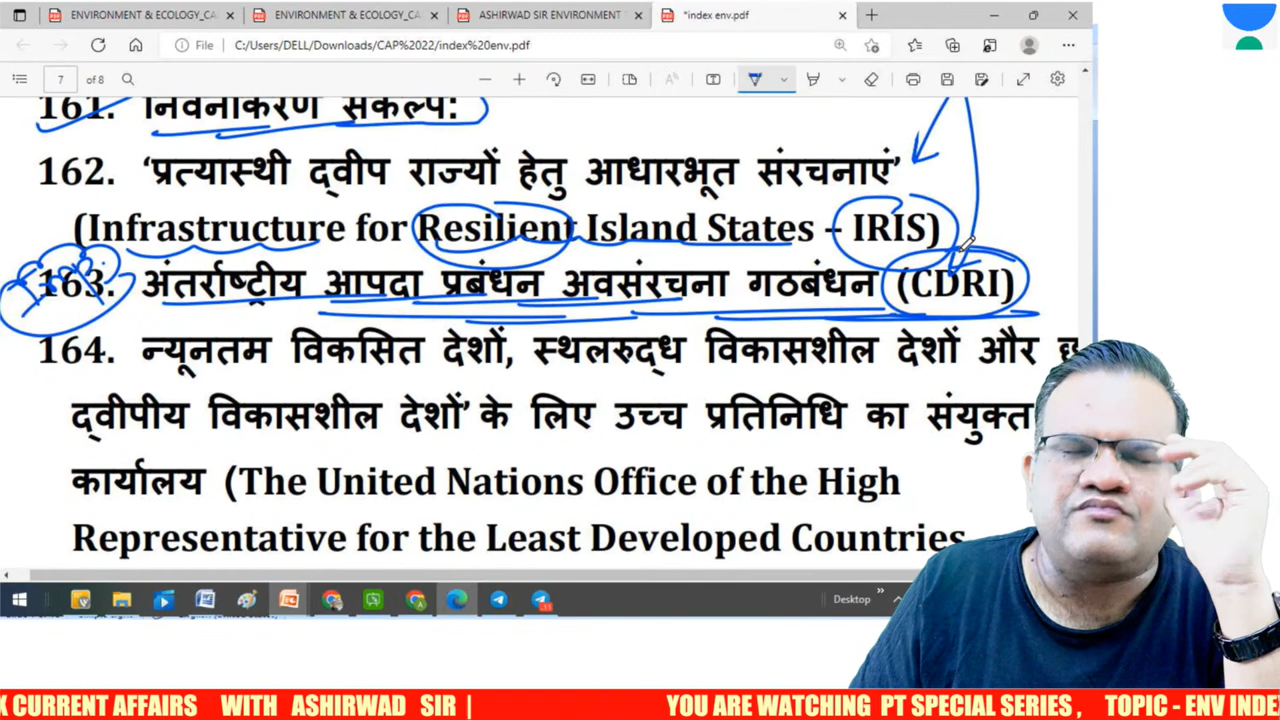 ENVIRONMENT & ECOLOGY_CA
ENVIRONMENT & ECOLOGY_CA
ASHIRWAD SIR ENVIRONMENT
*index env.pdf
File
C:/Users/DELL/Downloads/CAP%2022/index%20env.pdf
7 of 8
161. संकल्प:
162. ‘प्रत्यास्थी द्वीप राज्यों हेतु आधारभूत संरचनाएं’
(Infrastructure for Resilient Island States – IRIS)
163. अंतर्राष्ट्रीय आपदा प्रबंधन अवसंरचना गठबंधन (CDRI)
164. न्यूनतम विकसित देशों, स्थलरुद्ध विकासशील देशों और
द्वीपीय विकासशील देशों’ के लिए उच्च प्रतिनिधि का संयुक्त
कार्यालय (The United Nations Office of the High
Representative for the Least Developed Countries
Desktop
K CURRENT AFFAIRS WITH ASHIRWAD SIR | YOU ARE WATCHING PT SPECIAL SERIES , TOPIC - ENV INDE